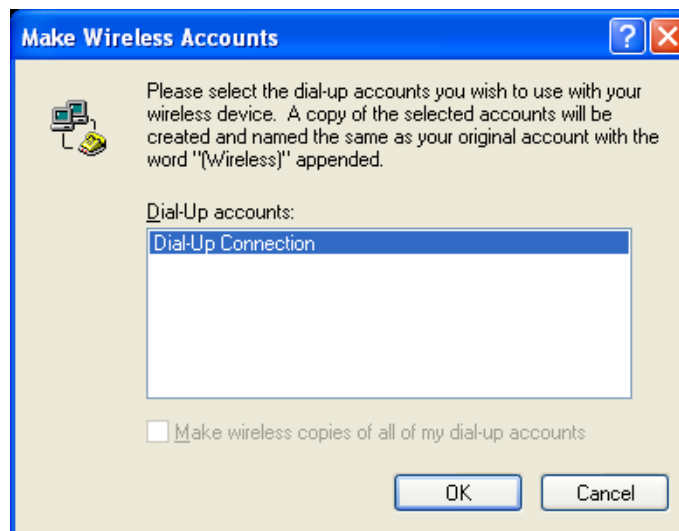 Make Wireless Accounts
Please select the dial-up accounts you wish to use with your
wireless device. A copy of the selected accounts will be
created and named the same as your original account with the
word "(Wireless)" appended.
Dial-Up accounts:
Dial-Up Connection
Make wireless copies of all of my dial-up accounts
OK Cancel